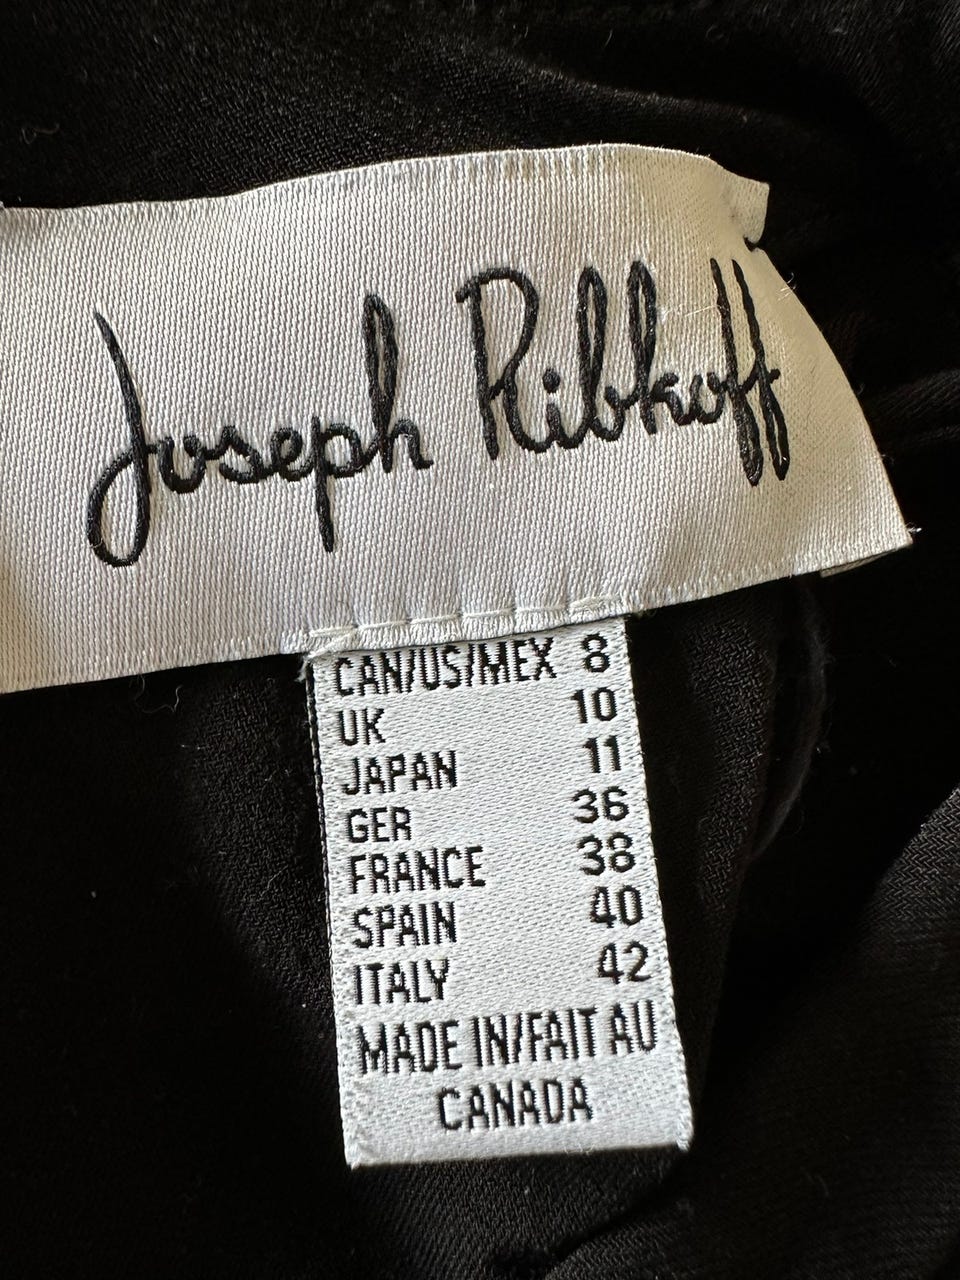 Joseph Ribkoff
CAN/US/MEX 8
UK 10
JAPAN 11
GER 36
FRANCE 38
SPAIN 40
ITALY 42
MADE IN/FAIT AU
CANADA